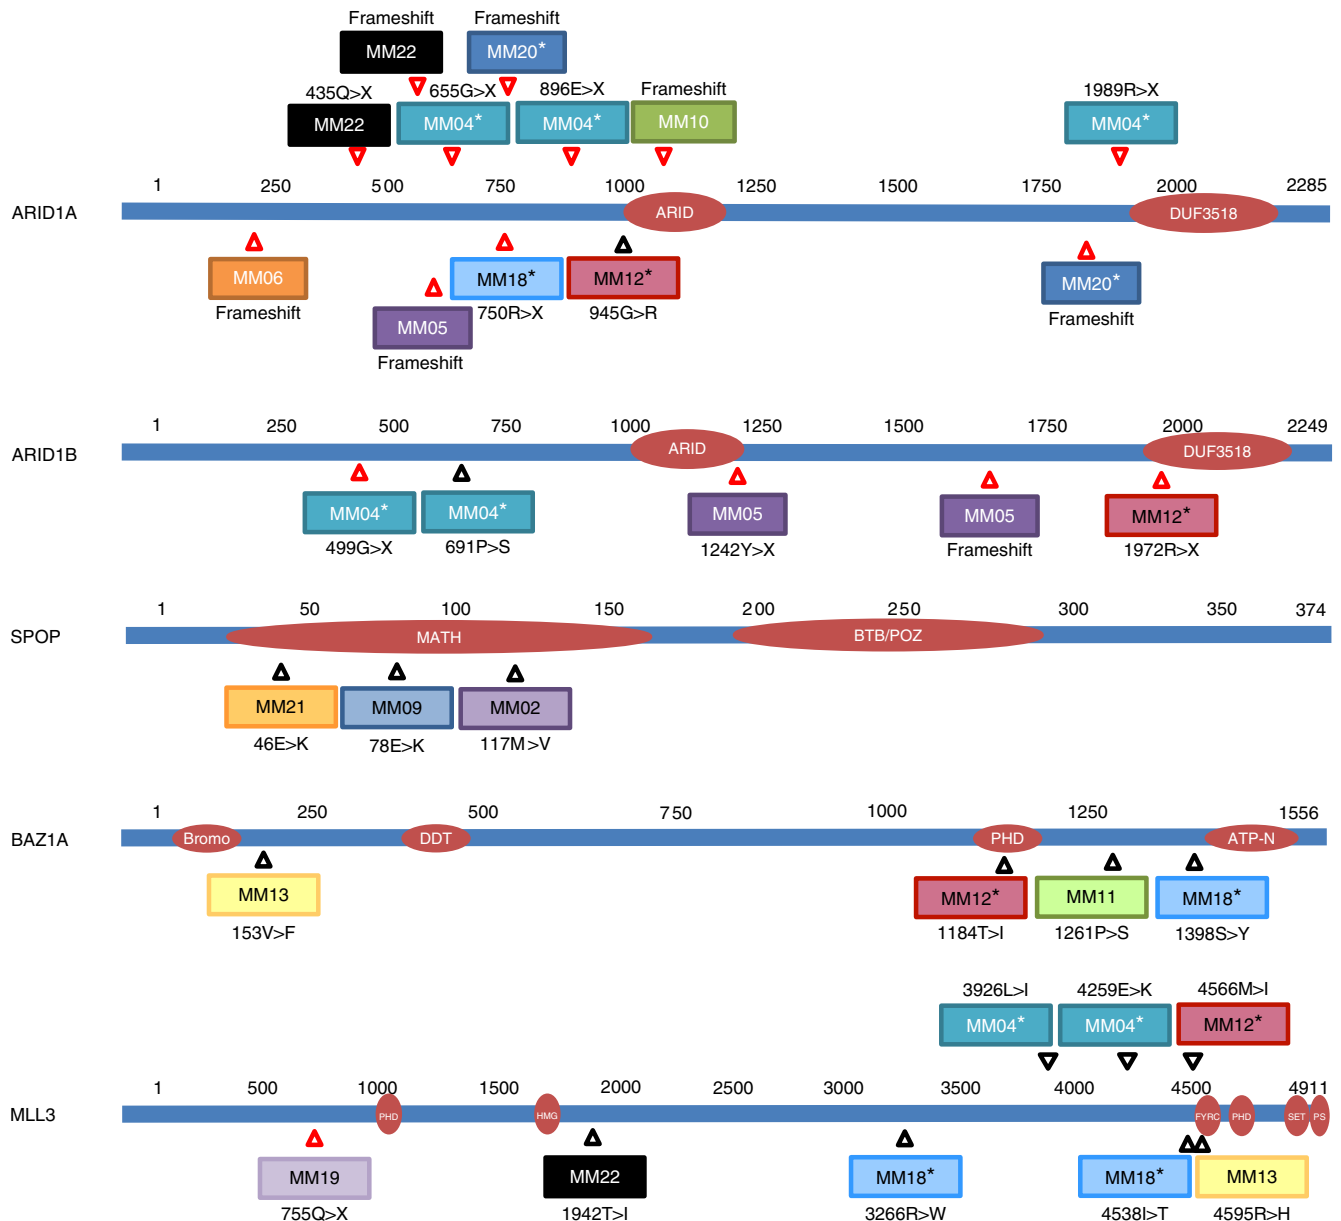 Frameshift Frameshift
MM22 MM20*
435Q>X 655G>X 896E>X Frameshift 1989R>X
MM22 MM04* MM04* MM10 MM04*
1 250 500 750 1000 1250 1500 1750 2000 2285
ARID1A ARID DUF3518
MM06 MM18* MM12* MM20*
Frameshift 750R>X 945G>R Frameshift
MM05
Frameshift
1 250 500 750 1000 1250 1500 1750 2000 2249
ARID1B ARID DUF3518
MM04* MM04* MM05 MM05 MM12*
499G>X 691P>S 1242Y>X Frameshift 1972R>X
1 50 100 150 200 250 300 350 374
SPOP MATH BTB/POZ
MM21 MM09 MM02
46E>K 78E>K 117M>V
1 250 500 750 1000 1250 1556
BAZ1A Bromo DDT PHD ATP-N
MM13 MM12* MM11 MM18*
153V>F 1184T>I 1261P>S 1398S>Y
3926L>I 4259E>K 4566M>I
MM04* MM04* MM12*
1 500 1000 1500 2000 2500 3000 3500 4000 4500 4911
MLL3 PHD HMG FYRC PHD SET PS
MM19 MM22 MM18* MM18* MM13
755Q>X 1942T>I 3266R>W 4538I>T 4595R>H